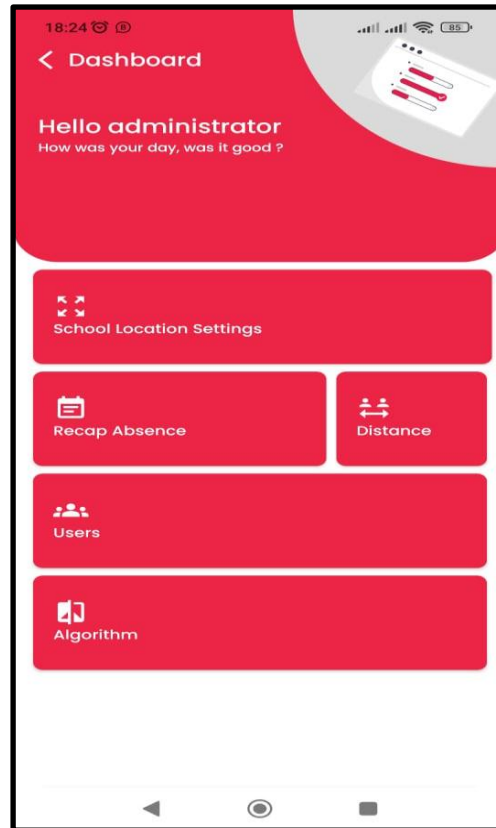 18:24
85
Dashboard
Hello administrator
How was your day, was it good ?
School Location Settings
Recap Absence
Distance
Users
Algorithm